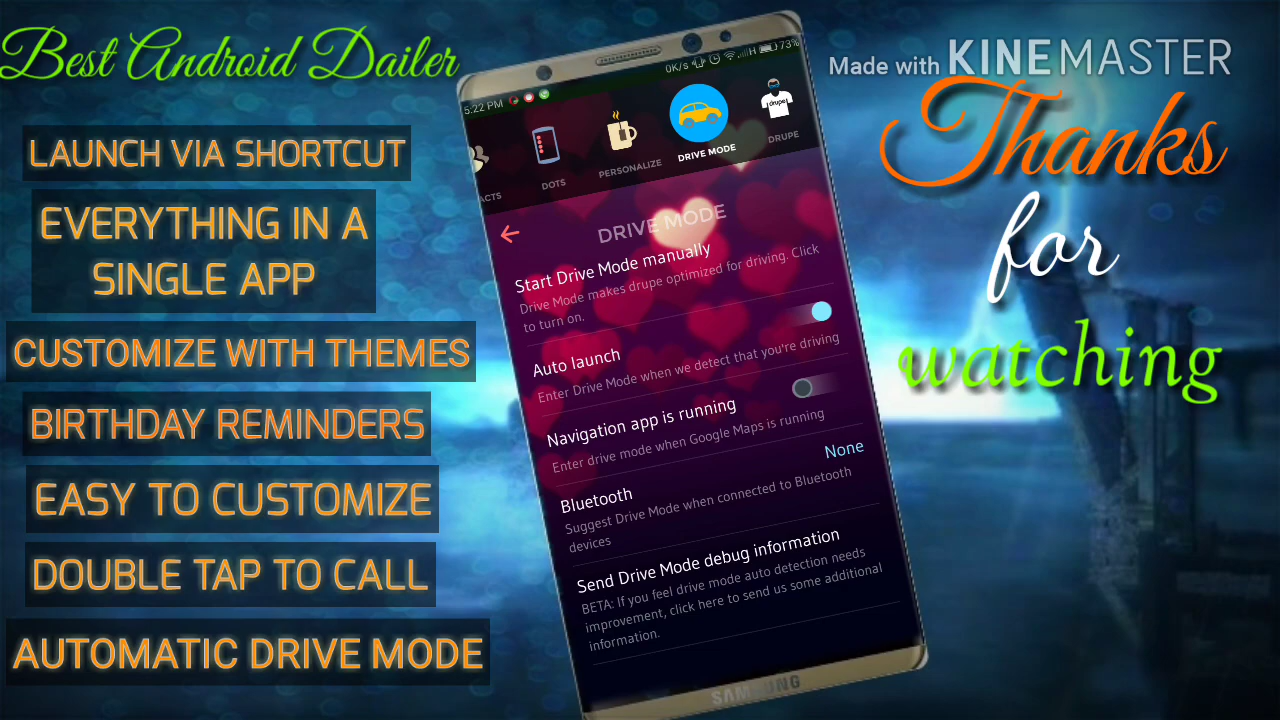 Best Android Dailer
LAUNCH VIA SHORTCUT
EVERYTHING IN A
SINGLE APP
CUSTOMIZE WITH THEMES
BIRTHDAY REMINDERS
EASY TO CUSTOMIZE
DOUBLE TAP TO CALL
AUTOMATIC DRIVE MODE
5:22 PM
0K/s
H
73%
ACTS
DOTS
PERSONALIZE
DRIVE MODE
drupe
DRUPE
DRIVE MODE
Start Drive Mode manually
Drive Mode makes drupe optimized for driving. Click
to turn on.
Auto launch
Enter Drive Mode when we detect that you're driving
Navigation app is running
Enter drive mode when Google Maps is running
None
Bluetooth
Suggest Drive Mode when connected to Bluetooth
devices
Send Drive Mode debug information
BETA: If you feel drive mode auto detection needs
improvement, click here to send us some additional
information.
SAMSUNG
Made with KINEMASTER
Thanks
for
watching